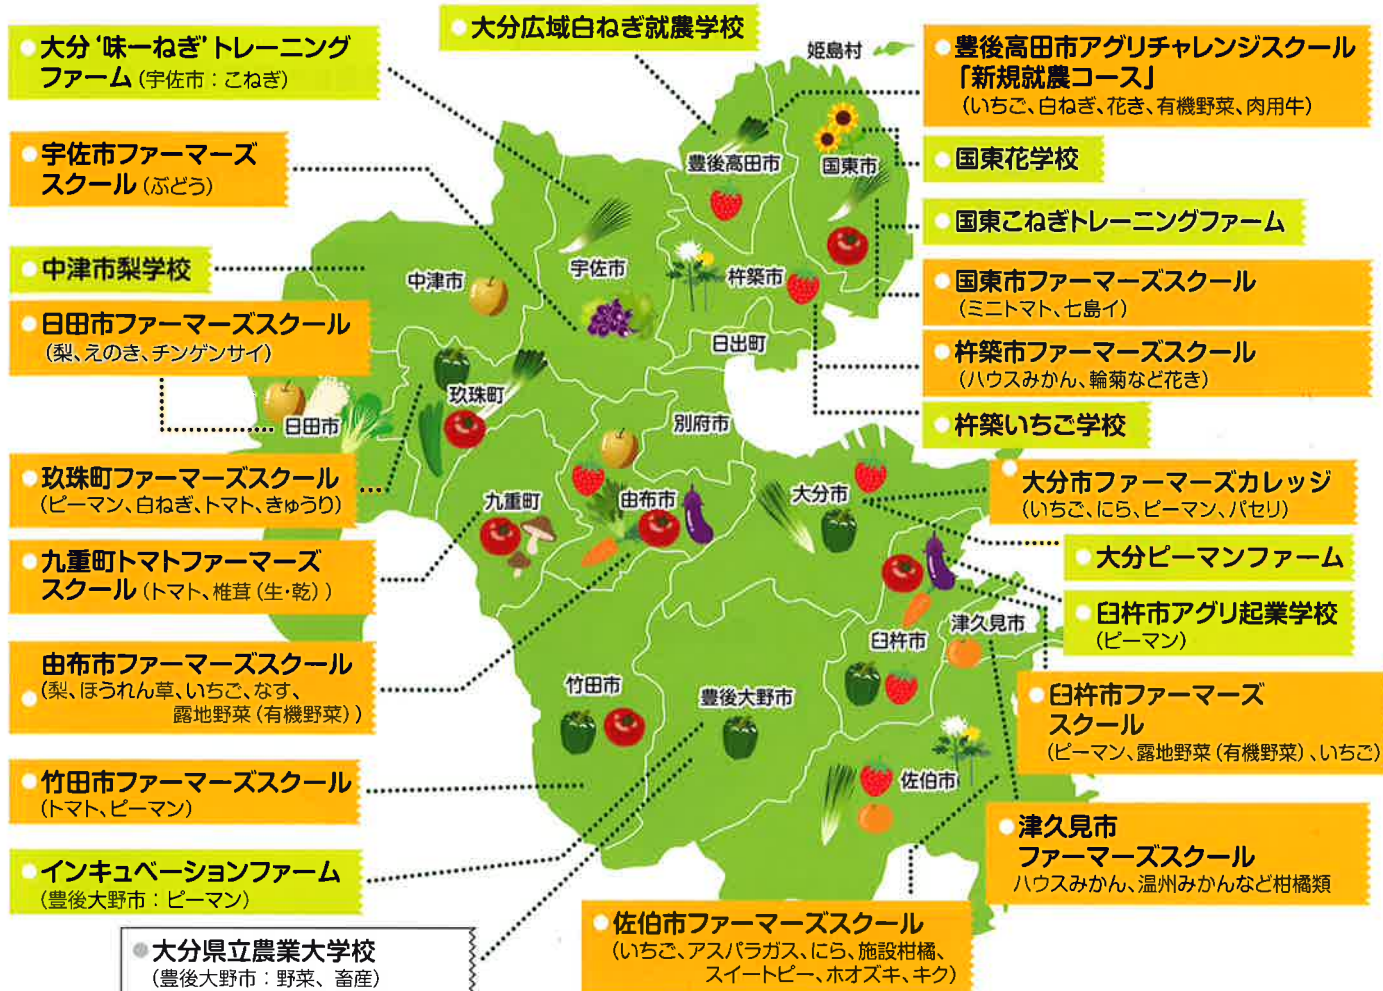 大分‘味一ねぎ’トレーニング
ファーム(宇佐市:こねぎ)
大分広域白ねぎ就農学校
姫島村
豊後高田市アグリチャレンジスクール
「新規就農コース」
(いちご、白ねぎ、花き、有機野菜、肉用牛)
宇佐市ファーマーズ
スクール(ぶどう)
豊後高田市
国東市
国東花学校
国東こねぎトレーニングファーム
中津市梨学校
中津市
宇佐市
杵築市
国東市ファーマーズスクール
(ミニトマト、七島イ)
日田市ファーマーズスクール
(梨、えのき、チンゲンサイ)
日出町
杵築市ファーマーズスクール
(ハウスみかん、輪菊など花き)
玖珠町
日田市
別府市
杵築いちご学校
玖珠町ファーマーズスクール
(ピーマン、白ねぎ、トマト、きゅうり)
九重町
由布市
大分市
大分市ファーマーズカレッジ
(いちご、にら、ピーマン、パセリ)
九重町トマトファーマーズ
スクール(トマト、椎茸(生・乾))
大分ピーマンファーム
臼杵市アグリ起業学校
(ピーマン)
臼杵市
津久見市
由布市ファーマーズスクール
(梨、ほうれん草、いちご、なす、
露地野菜(有機野菜))
竹田市
豊後大野市
臼杵市ファーマーズ
スクール
(ピーマン、露地野菜(有機野菜)、いちご)
竹田市ファーマーズスクール
(トマト、ピーマン)
佐伯市
津久見市
ファーマーズスクール
ハウスみかん、温州みかんなど柑橘類
インキュベーションファーム
(豊後大野市:ピーマン)
佐伯市ファーマーズスクール
(いちご、アスパラガス、にら、施設柑橘、
スイートピー、ホオズキ、キク)
大分県立農業大学校
(豊後大野市:野菜、畜産)